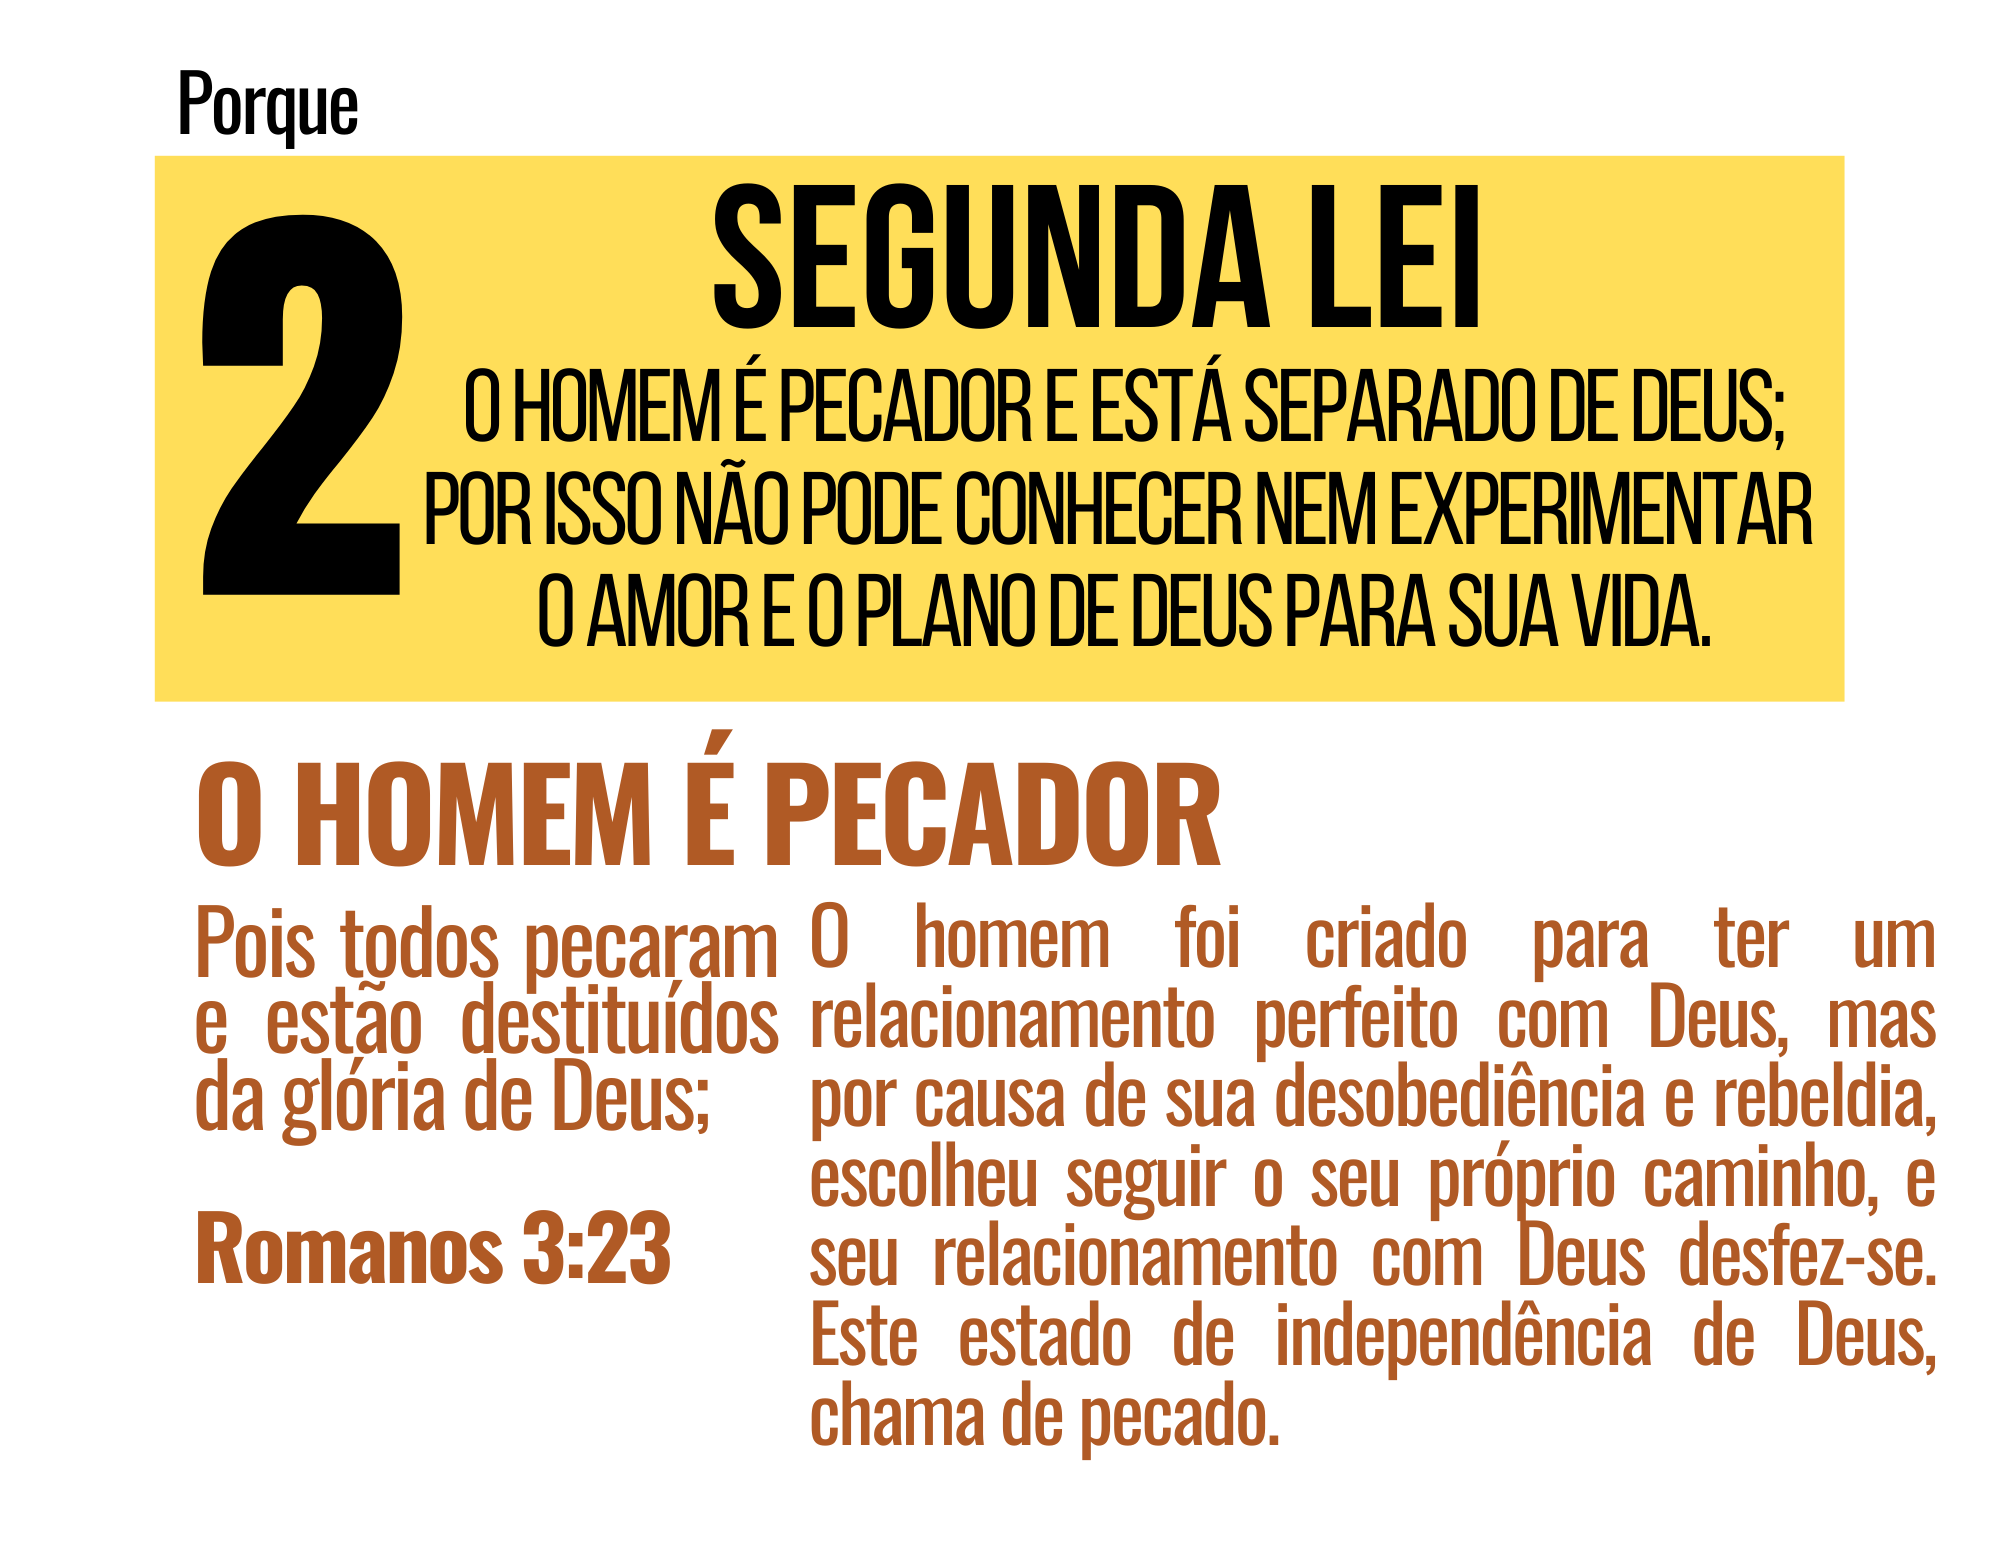 Porque
2
SEGUNDA LEI
O HOMEM É PECADOR E ESTÁ SEPARADO DE DEUS;
POR ISSO NÃO PODE CONHECER NEM EXPERIMENTAR
O AMOR E O PLANO DE DEUS PARA SUA VIDA.
O HOMEM É PECADOR
Pois todos pecaram
e estão destituídos
da glória de Deus;
Romanos 3:23
O homem foi criado para ter um
relacionamento perfeito com Deus, mas
por causa de sua desobediência e rebeldia,
escolheu seguir o seu próprio caminho, e
seu relacionamento com Deus desfez-se.
Este estado de independência de Deus,
chama de pecado.